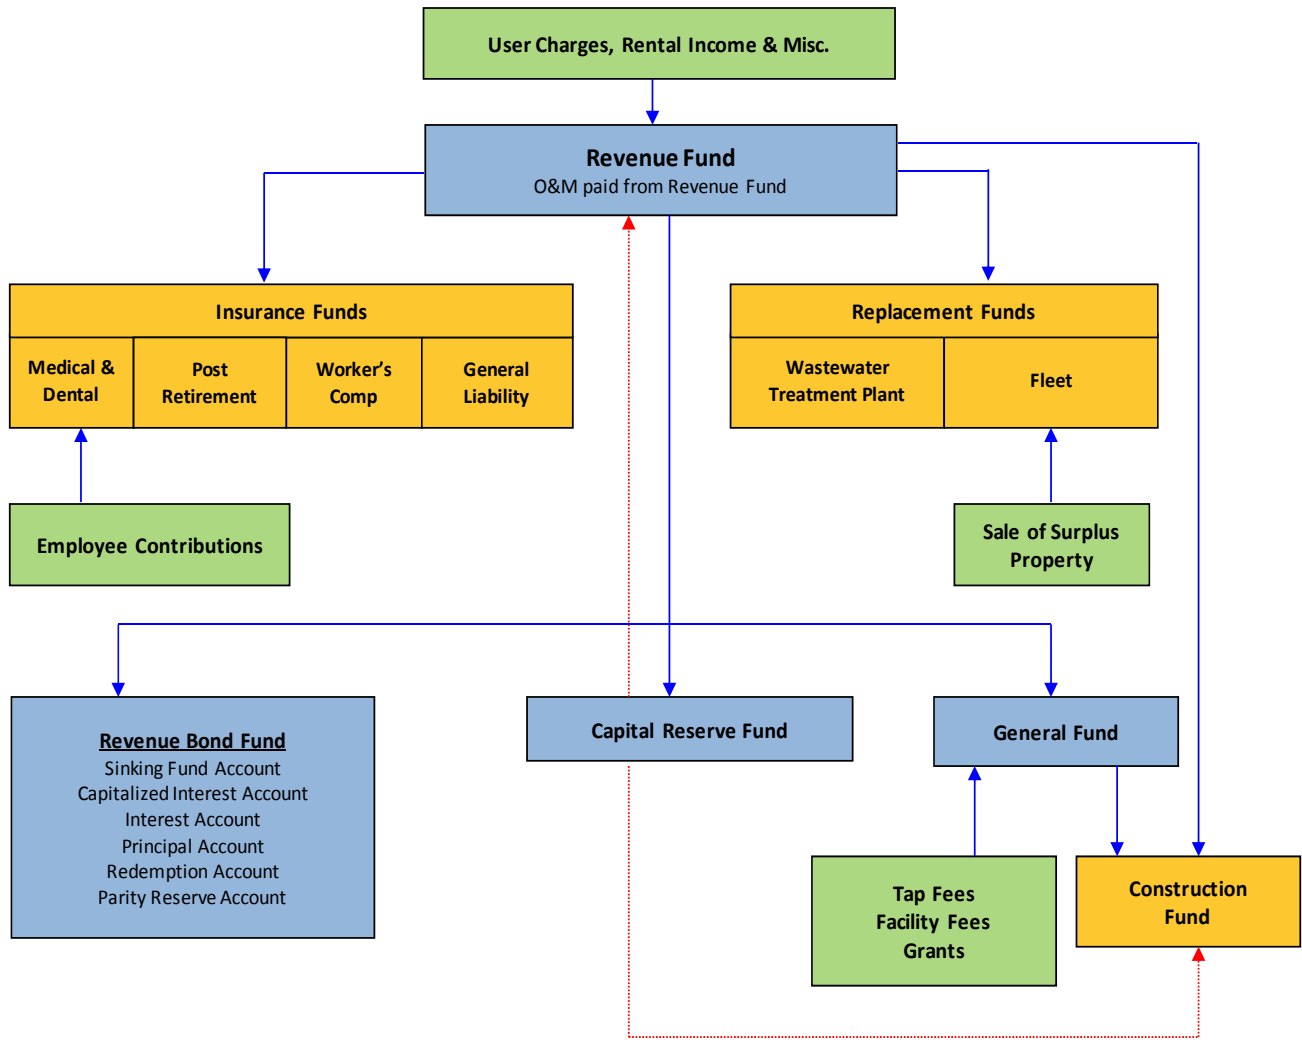 User Charges, Rental Income & Misc.
Revenue Fund
O&M paid from Revenue Fund
Insurance Funds
Medical &
Dental
Post
Retirement
Worker's
Comp
General
Liability
Replacement Funds
Wastewater
Treatment Plant
Fleet
Employee Contributions
Sale of Surplus
Property
Revenue Bond Fund
Sinking Fund Account
Capitalized Interest Account
Interest Account
Principal Account
Redemption Account
Parity Reserve Account
Capital Reserve Fund
General Fund
Tap Fees
Facility Fees
Grants
Construction
Fund